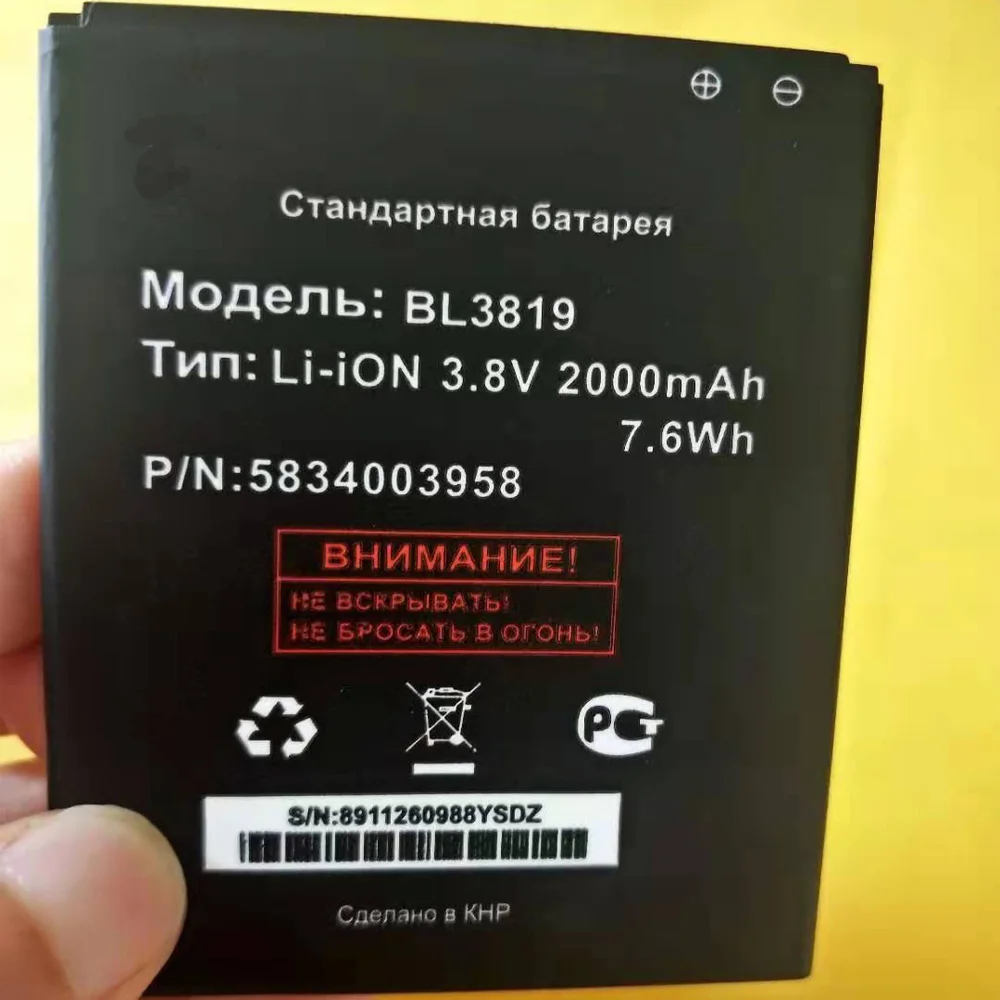 Стандартная батарея
Модель: BL3819
Тип: Li-iON 3.8V 2000mAh
7.6Wh
P/N:5834003958
ВНИМАНИЕ!
НЕ ВСКРЫВАТЬ!
НЕ БРОСАТЬ В ОГОНЬ!
РСТ
S/N:8911260988YSDZ
Сделано в КНР